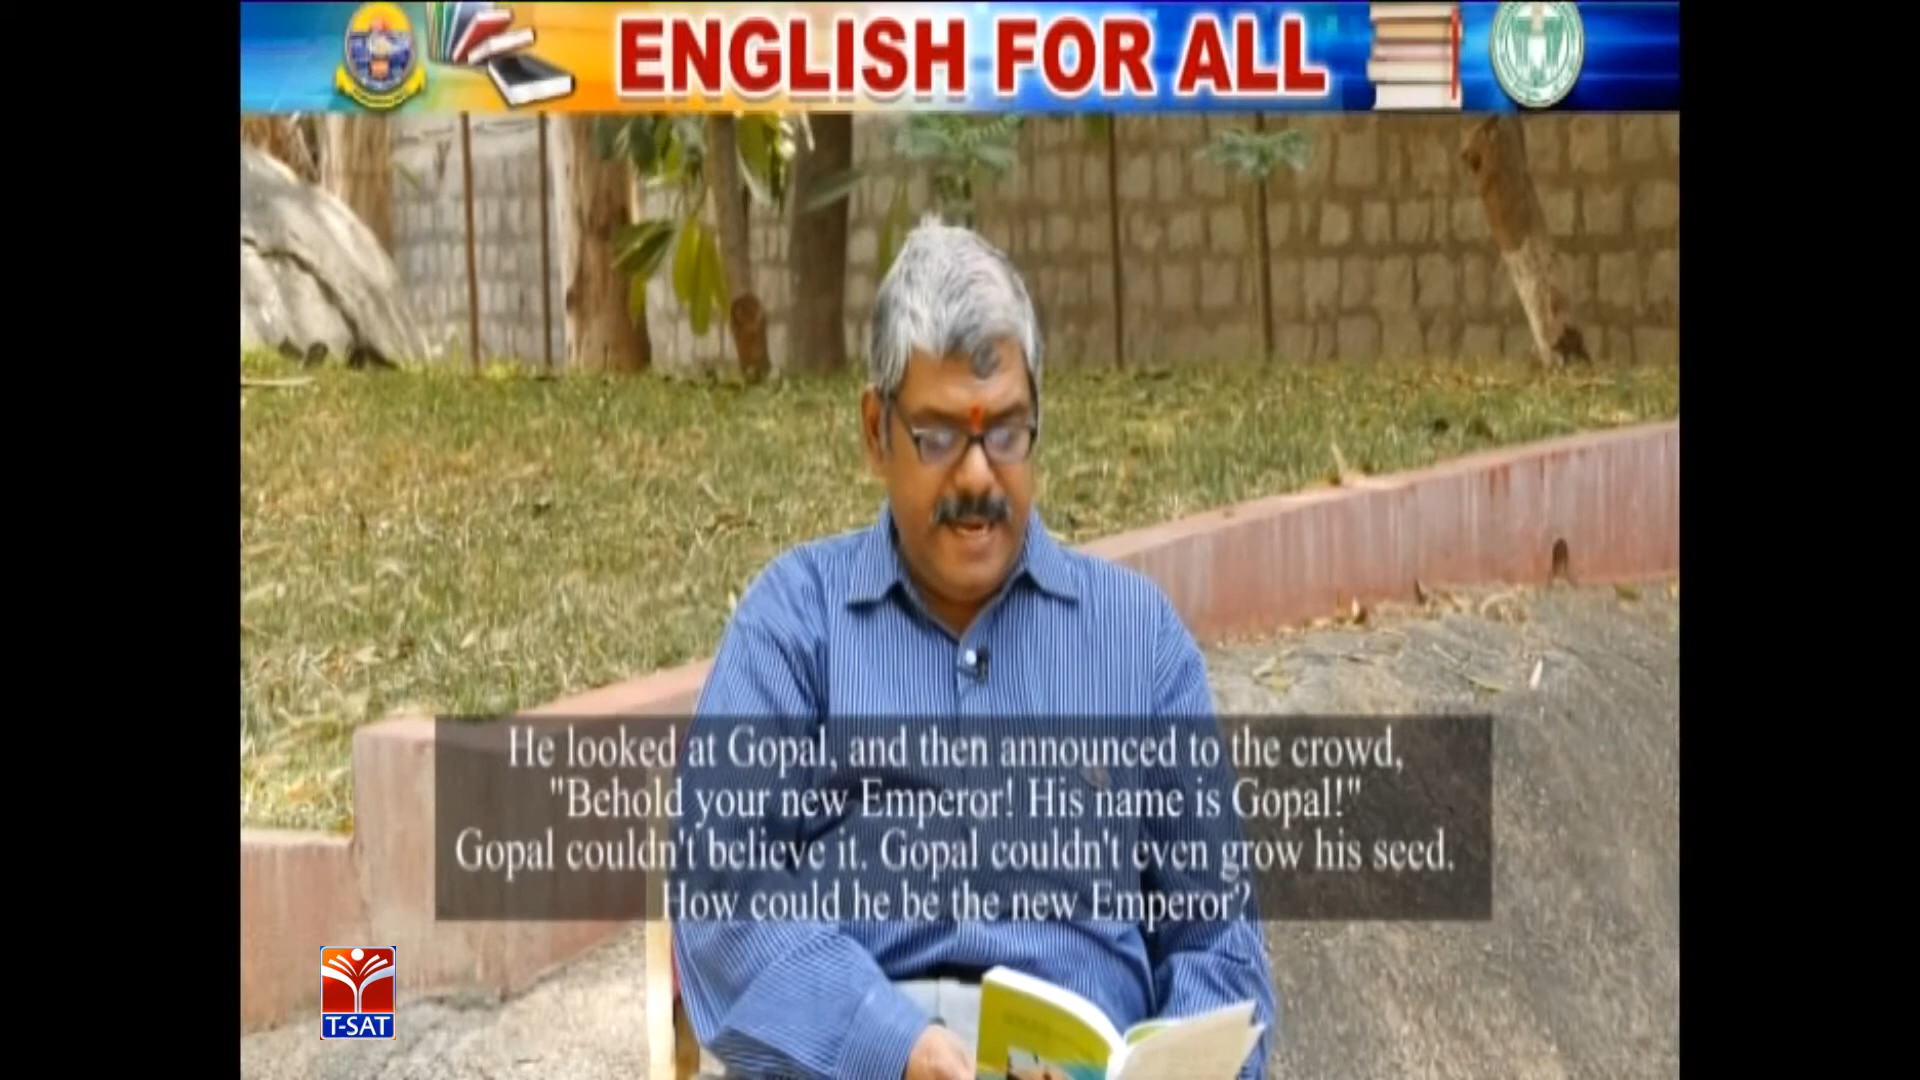 ENGLISH FOR ALL
He looked at Gopal, and then announced to the crowd,
"Behold your new Emperor! His name is Gopal!"
Gopal couldn't believe it. Gopal couldn't even grow his seed.
How could he be the new Emperor?
T-SAT